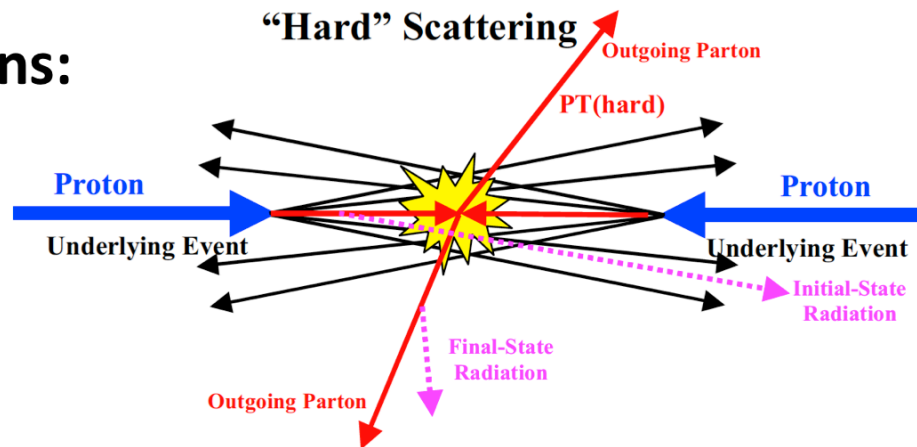 “Hard” Scattering
ns:
Outgoing Parton
PT(hard)
Proton
Proton
Underlying Event
Underlying Event
Initial-State
Radiation
Final-State
Radiation
Outgoing Parton